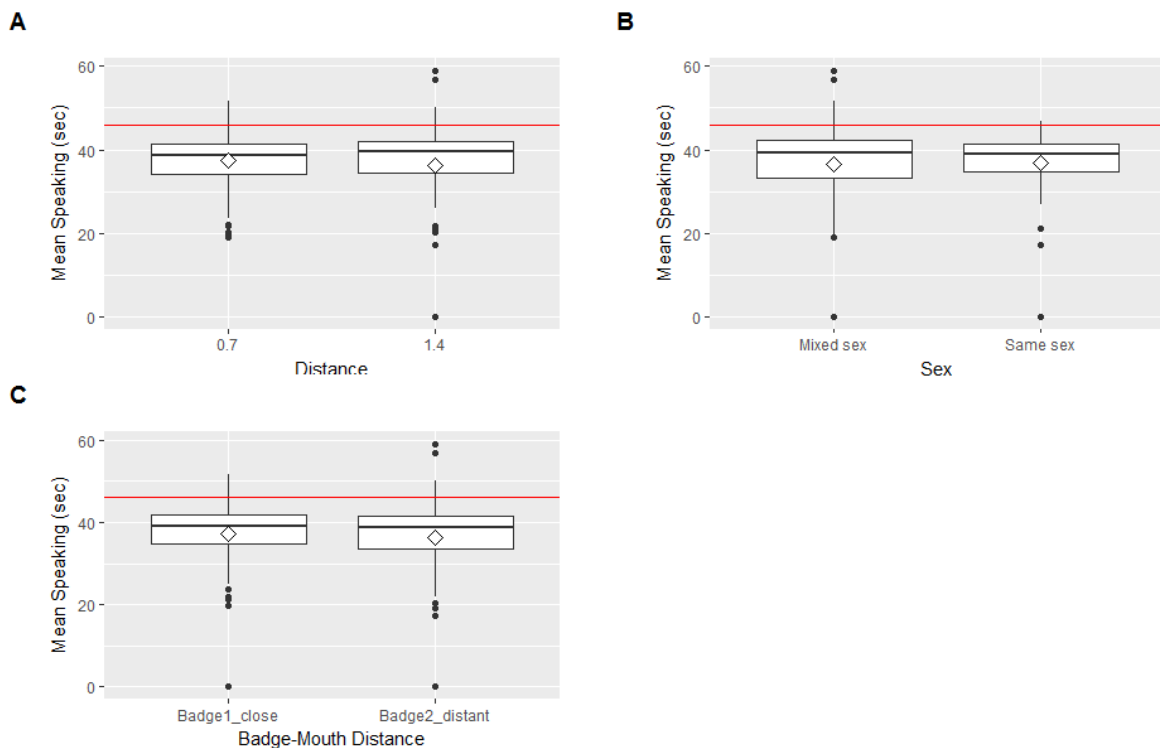 A
Mean Speaking (sec)
60
40
20
0
0.7 1.4
Distance
B
Mean Speaking (sec)
60
40
20
0
Mixed sex Same sex
Sex
C
Mean Speaking (sec)
60
40
20
0
Badge1_close Badge2_distant
Badge-Mouth Distance